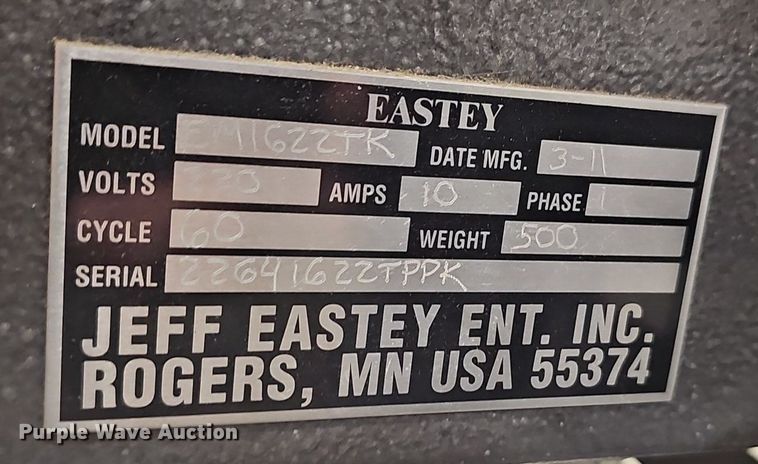 EASTEY
MODEL EM1622TK DATE MFG. 3-11
VOLTS 230 AMPS 10 PHASE 1
CYCLE 60 WEIGHT 500
SERIAL 22641622TPPK
JEFF EASTEY ENT. INC.
ROGERS, MN USA 55374
Purple Wave Auction